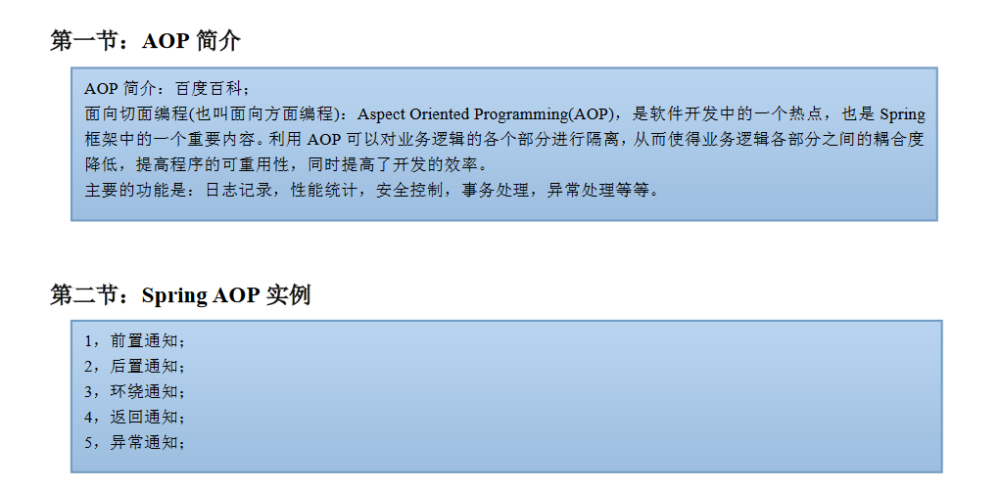 第一节：AOP 简介
AOP 简介：百度百科；
面向切面编程(也叫面向方面编程)：Aspect Oriented Programming(AOP)，是软件开发中的一个热点，也是 Spring
框架中的一个重要内容。利用 AOP 可以对业务逻辑的各个部分进行隔离，从而使得业务逻辑各部分之间的耦合度
降低，提高程序的可重用性，同时提高了开发的效率。
主要的功能是：日志记录，性能统计，安全控制，事务处理，异常处理等等。
第二节：Spring AOP 实例
1，前置通知；
2，后置通知；
3，环绕通知；
4，返回通知；
5，异常通知；